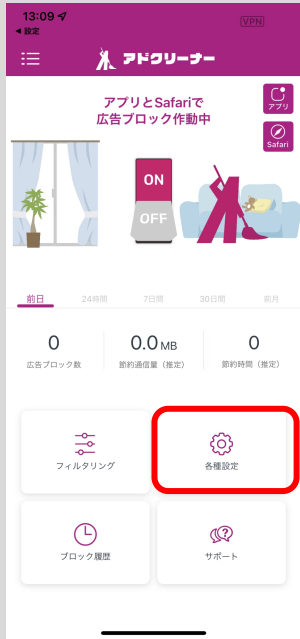 13:09
VPN
◀ 設定
アドクリーナー
アプリとSafariで
広告ブロック作動中
アプリ
Safari
ON
OFF
前日 24時間 7日間 30日間 前月
0 0.0 MB 0
広告ブロック数 節約通信量（推定） 節約時間（推定）
フィルタリング 各種設定
ブロック履歴 サポート